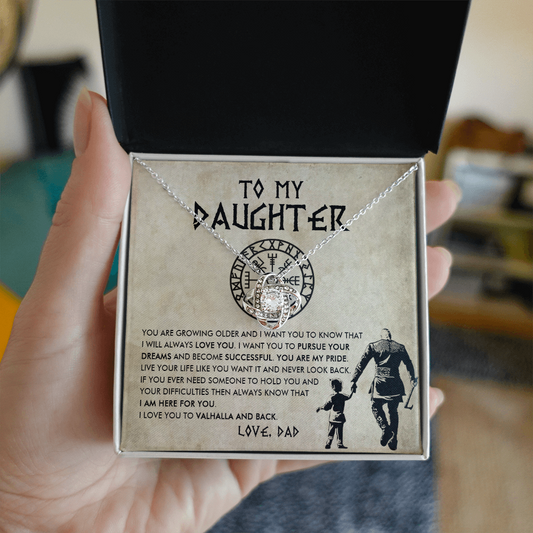 TO MY
DAUGHTER
YOU ARE GROWING OLDER AND I WANT YOU TO KNOW THAT
I WILL ALWAYS LOVE YOU. I WANT YOU TO PURSUE YOUR
DREAMS AND BECOME SUCCESSFUL. YOU ARE MY PRIDE.
LIVE YOUR LIFE LIKE YOU WANT IT AND NEVER LOOK BACK.
IF YOU EVER NEED SOMEONE TO HOLD YOU AND
YOUR DIFFICULTIES THEN ALWAYS KNOW THAT
I AM HERE FOR YOU.
I LOVE YOU TO VALHALLA AND BACK.
LOVE, DAD